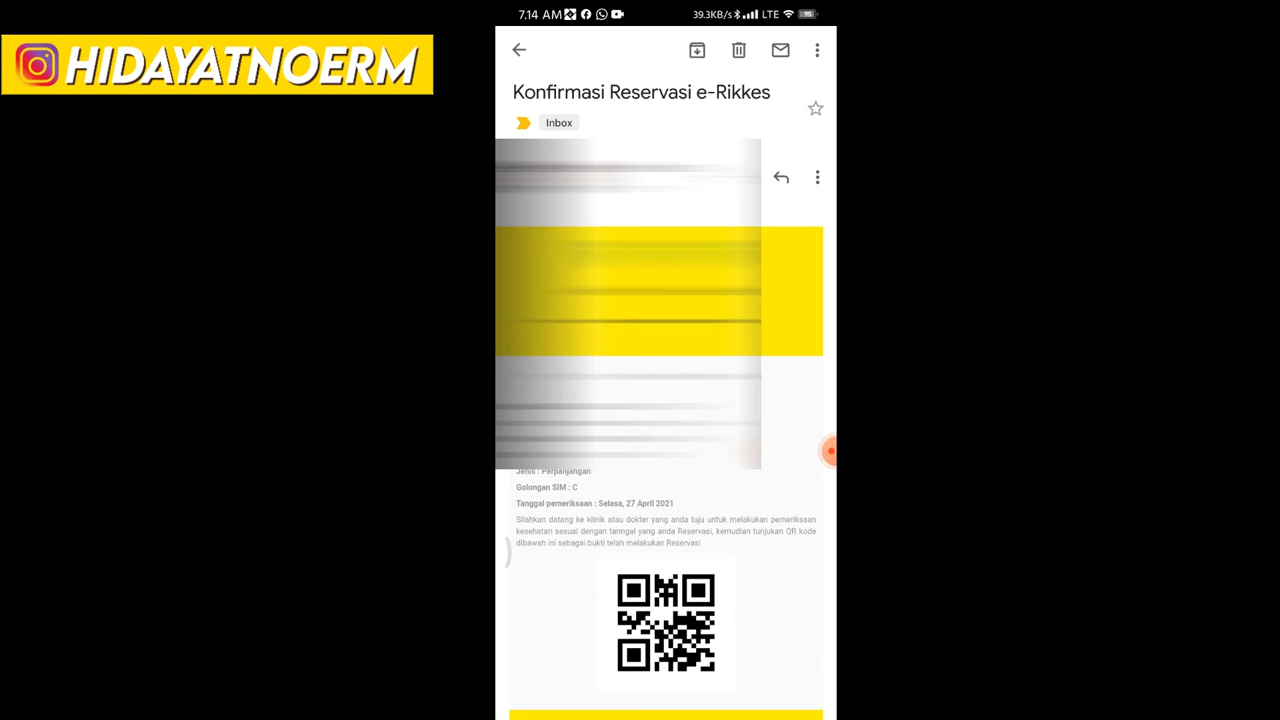 7.14 AM
39.3KB/s
LTE
95
HIDAYATNOERM
Konfirmasi Reservasi e-Rikkes
Inbox
Jenis : Perpanjangan
Golongan SIM : C
Tanggal pemeriksaan : Selasa, 27 April 2021
Silahkan datang ke klinik atau dokter yang anda tuju untuk melakukan pemeriksaan
kesehatan sesuai dengan tanngal yang anda Reservasi, kemudian tunjukan QR kode
dibawah ini sebagai bukti telah melakukan Reservasi